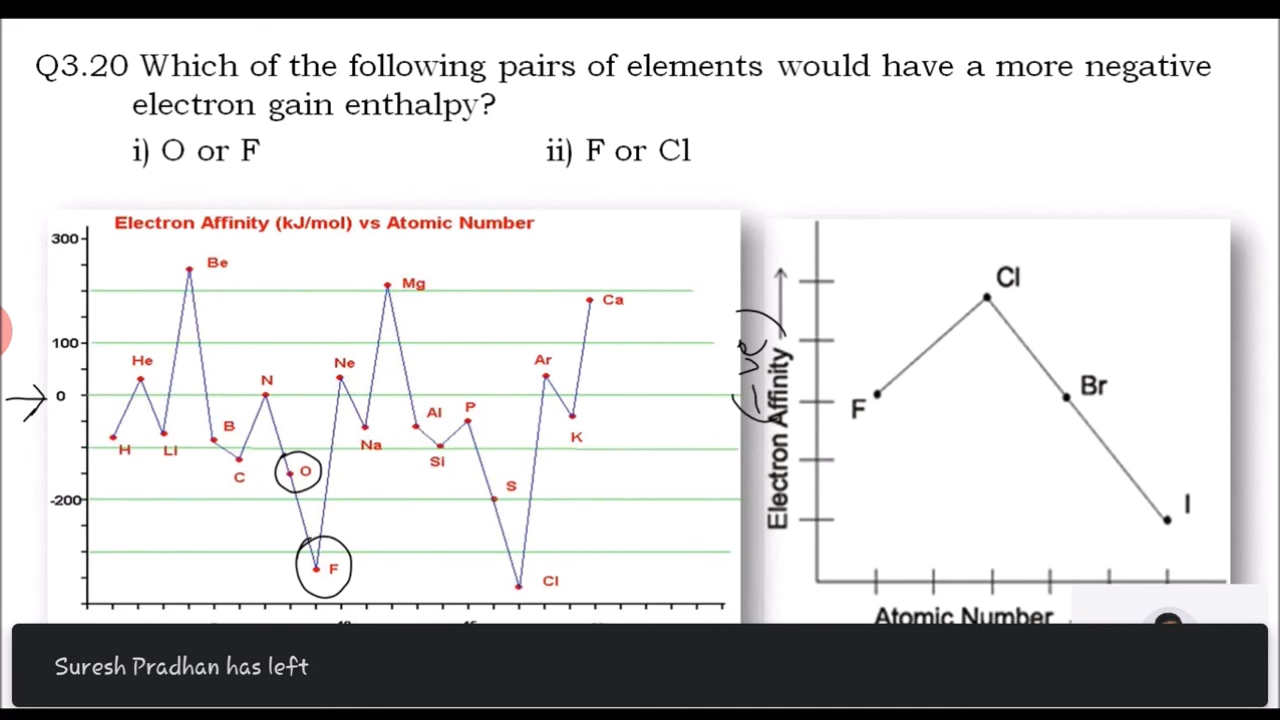 Q3.20 Which of the following pairs of elements would have a more negative
electron gain enthalpy?
i) O or F
ii) F or Cl
Electron Affinity (kJ/mol) vs Atomic Number
300
100
0
-200
H
He
Li
Be
B
C
N
O
F
Ne
Na
Mg
Al
Si
P
S
Cl
Ar
K
Ca
(-ve)
Electron Affinity
F
Cl
Br
I
Atomic Number
Suresh Pradhan has left